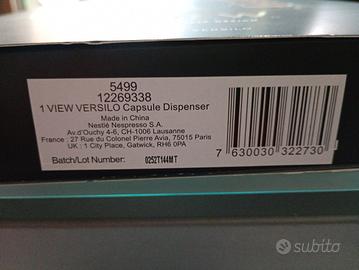 5499
12269338
1 VIEW VERSILO Capsule Dispenser
Made in China
Nestlé Nespresso S.A.
Av.d'Ouchy 4-6, CH-1006 Lausanne
France : 27 Rue du Colonel Pierre Avia, 75015 Paris
UK : 1 City Place, Gatwick, RH6 0PA
Batch/Lot Number: 0252T144MT
7 630030 322730
subito